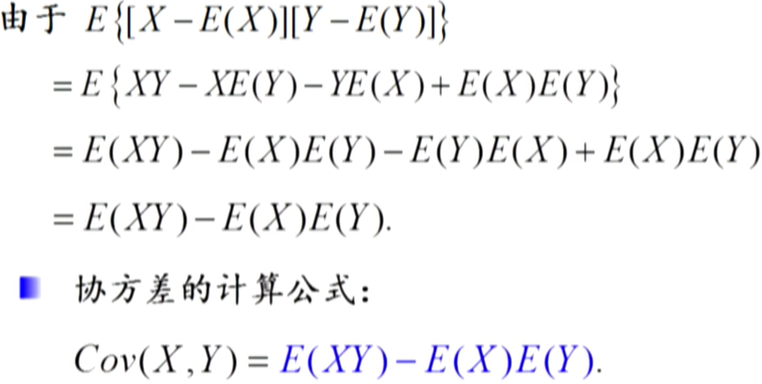 由于 E{[X−E(X)][Y−E(Y)]}
=E{XY−XE(Y)−YE(X)+E(X)E(Y)}
=E(XY)−E(X)E(Y)−E(Y)E(X)+E(X)E(Y)
=E(XY)−E(X)E(Y).
协方差的计算公式：
Cov(X,Y)=E(XY)−E(X)E(Y).